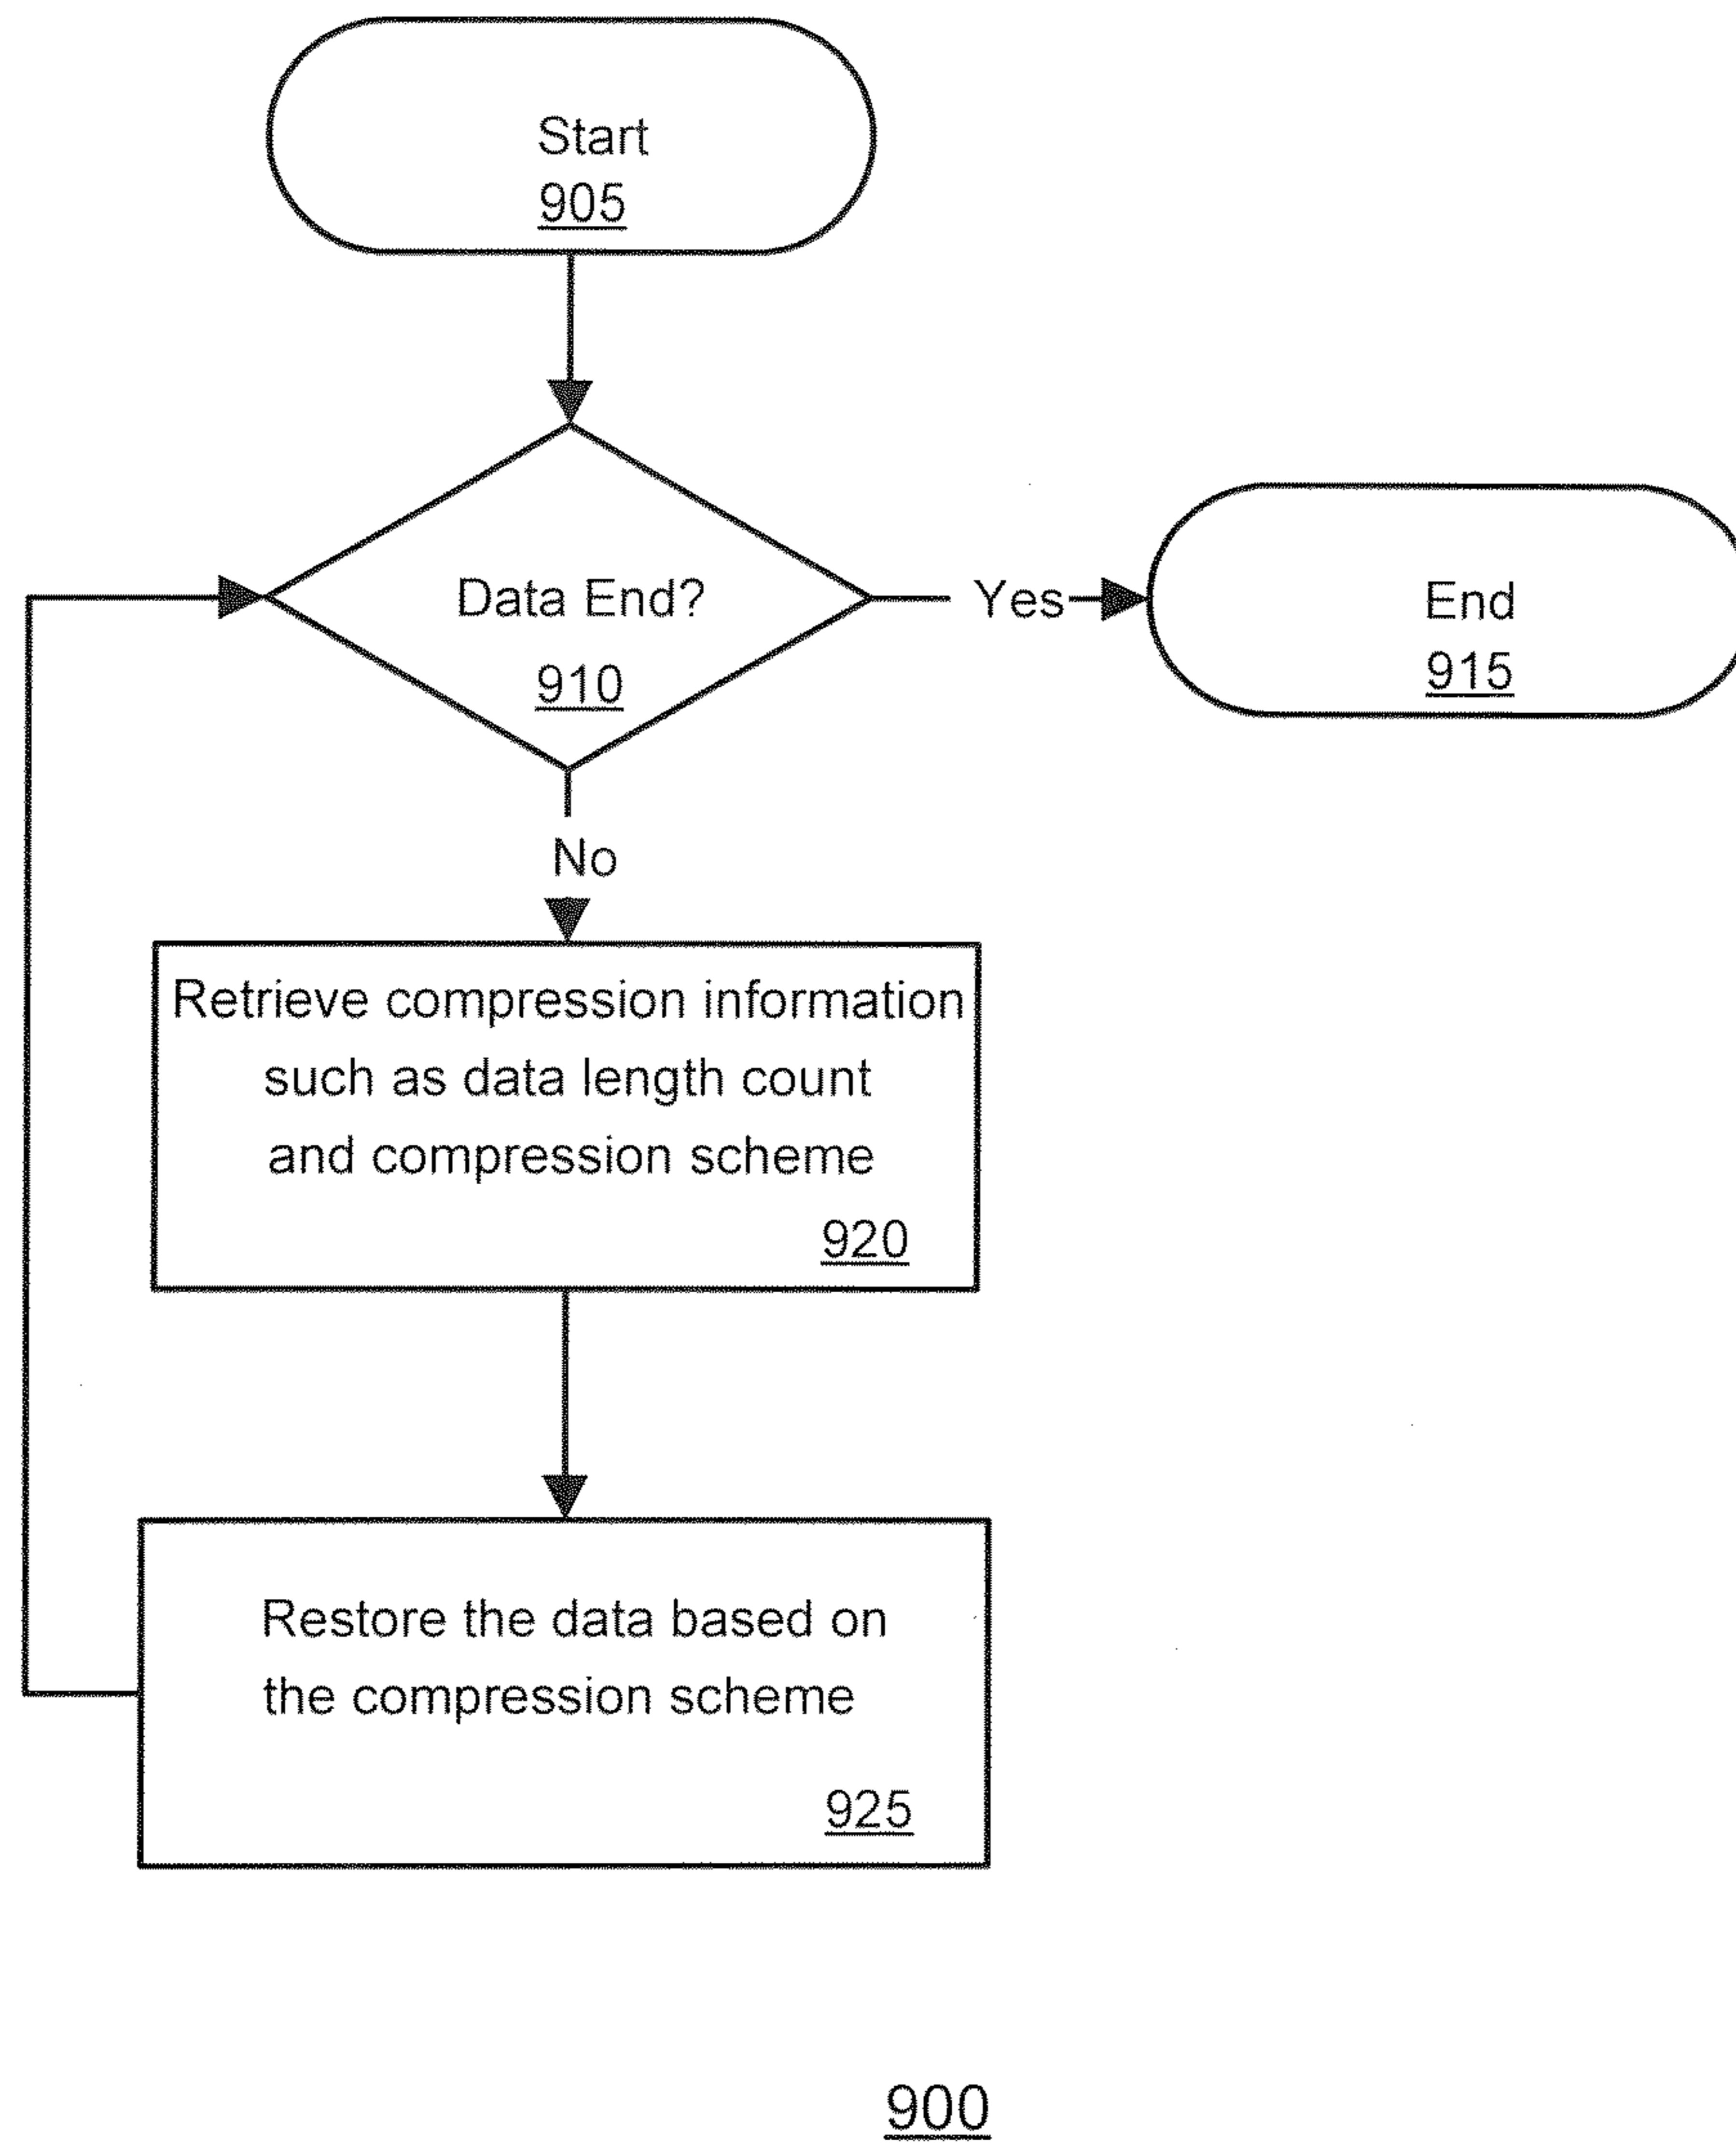 Start
905
Data End?
910
Yes
End
915
No
Retrieve compression information
such as data length count
and compression scheme
920
Restore the data based on
the compression scheme
925
900